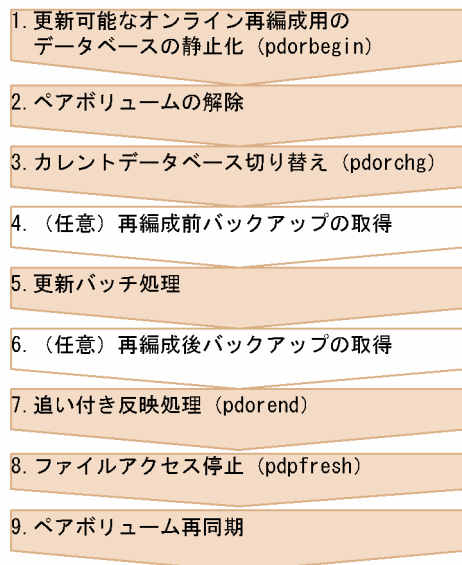 1. 更新可能なオンライン再編成用の
データベースの静止化（pdorbegin）
2. ペアボリュームの解除
3. カレントデータベース切り替え（pdorchg）
4. （任意）再編成前バックアップの取得
5. 更新バッチ処理
6. （任意）再編成後バックアップの取得
7. 追い付き反映処理（pdorend）
8. ファイルアクセス停止（pdpfresh）
9. ペアボリューム再同期